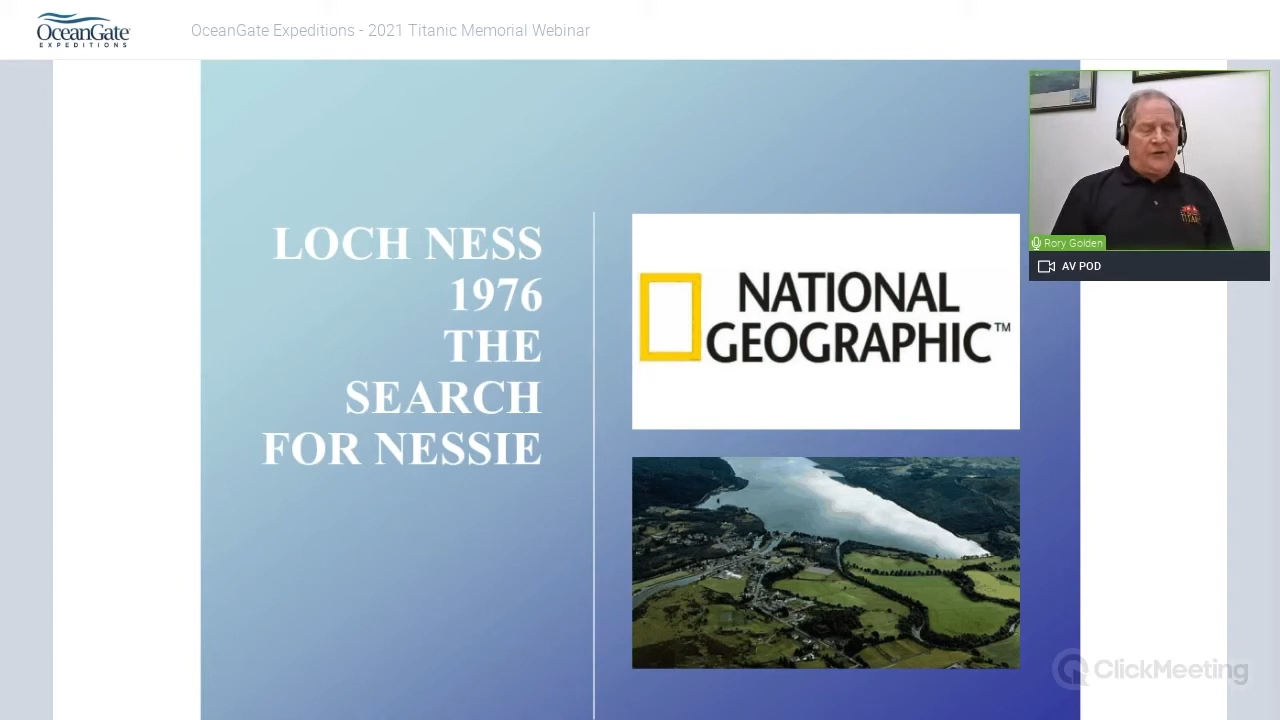 OceanGate
EXPEDITIONS
OceanGate Expeditions - 2021 Titanic Memorial Webinar
LOCH NESS
1976
THE
SEARCH
FOR NESSIE
NATIONAL
GEOGRAPHIC™
Rory Golden
AV POD
ClickMeeting